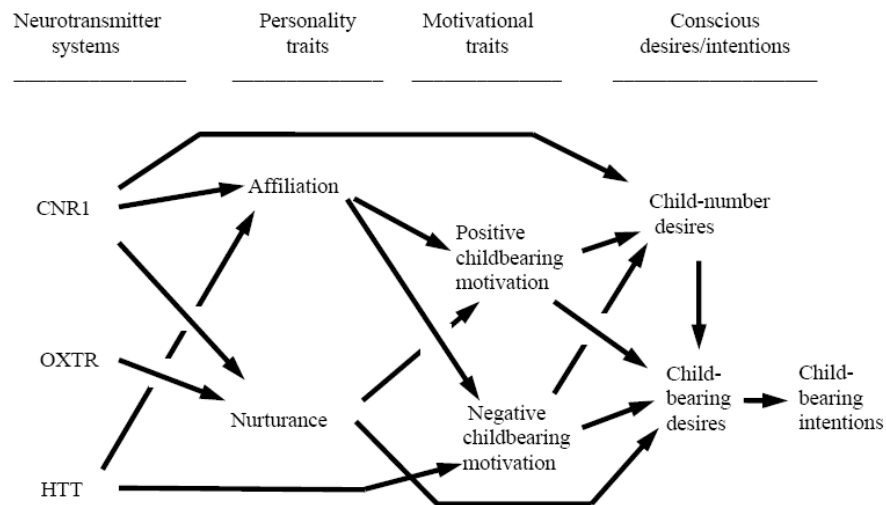 Neurotransmitter
systems
Personality
traits
Motivational
traits
Conscious
desires/intentions
CNR1
OXTR
HTT
Affiliation
Nurturance
Positive
childbearing
motivation
Negative
childbearing
motivation
Child-number
desires
Child-
bearing
desires
Child-
bearing
intentions